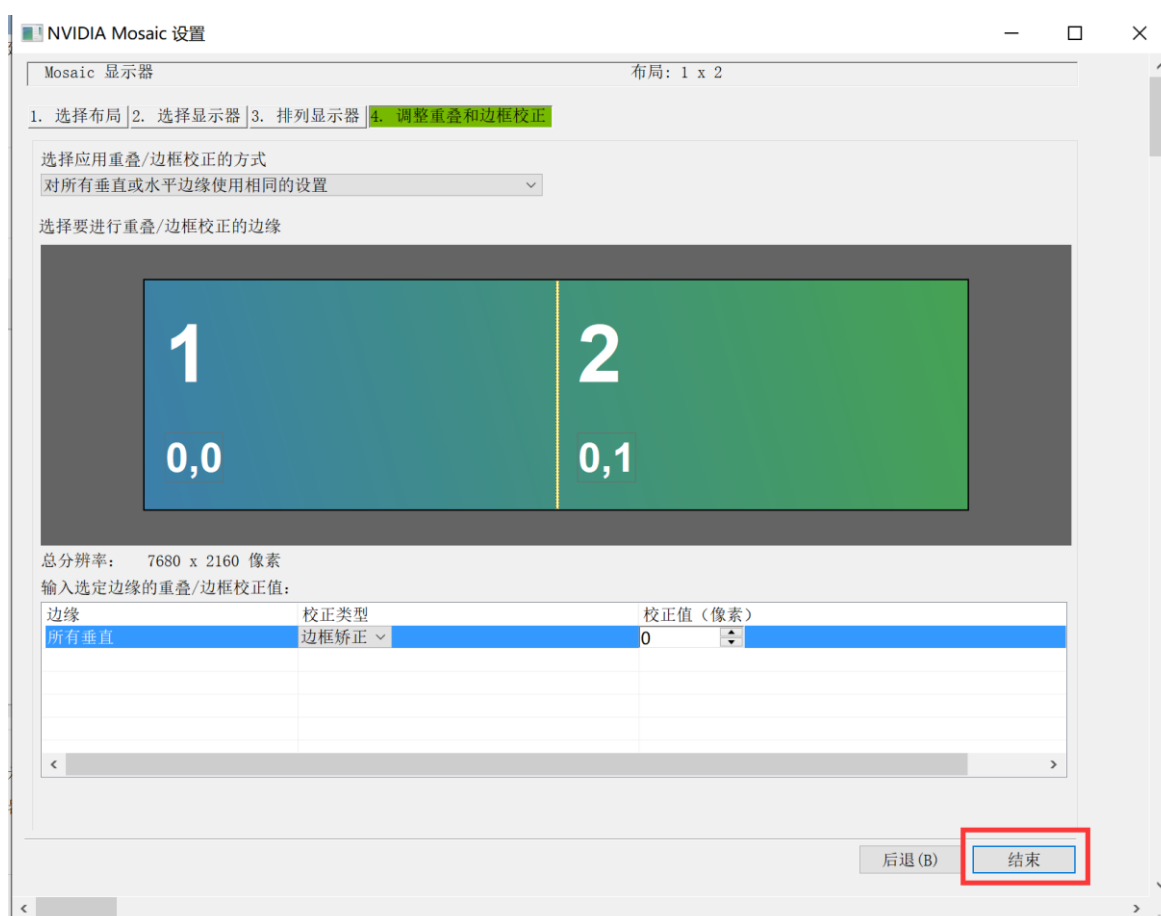 NVIDIA Mosaic 设置
Mosaic 显示器 布局: 1 x 2
1. 选择布局 2. 选择显示器 3. 排列显示器 4. 调整重叠和边框校正
选择应用重叠/边框校正的方式
对所有垂直或水平边缘使用相同的设置
选择要进行重叠/边框校正的边缘
1 2
0,0 0,1
总分辨率: 7680 x 2160 像素
输入选定边缘的重叠/边框校正值:
边缘 校正类型 校正值（像素）
所有垂直 边框矫正 0
后退(B) 结束